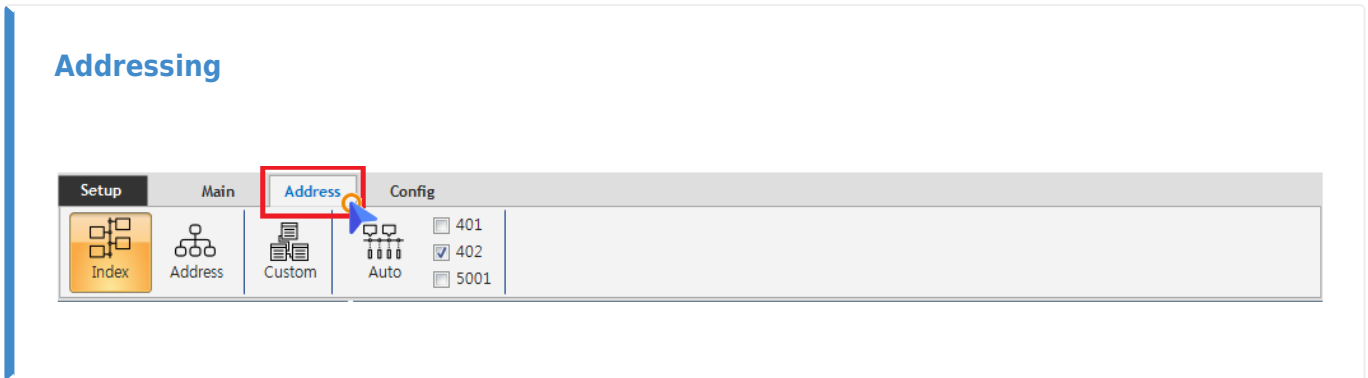 Addressing
Setup Main Address Config
401
402
5001
Index Address Custom Auto